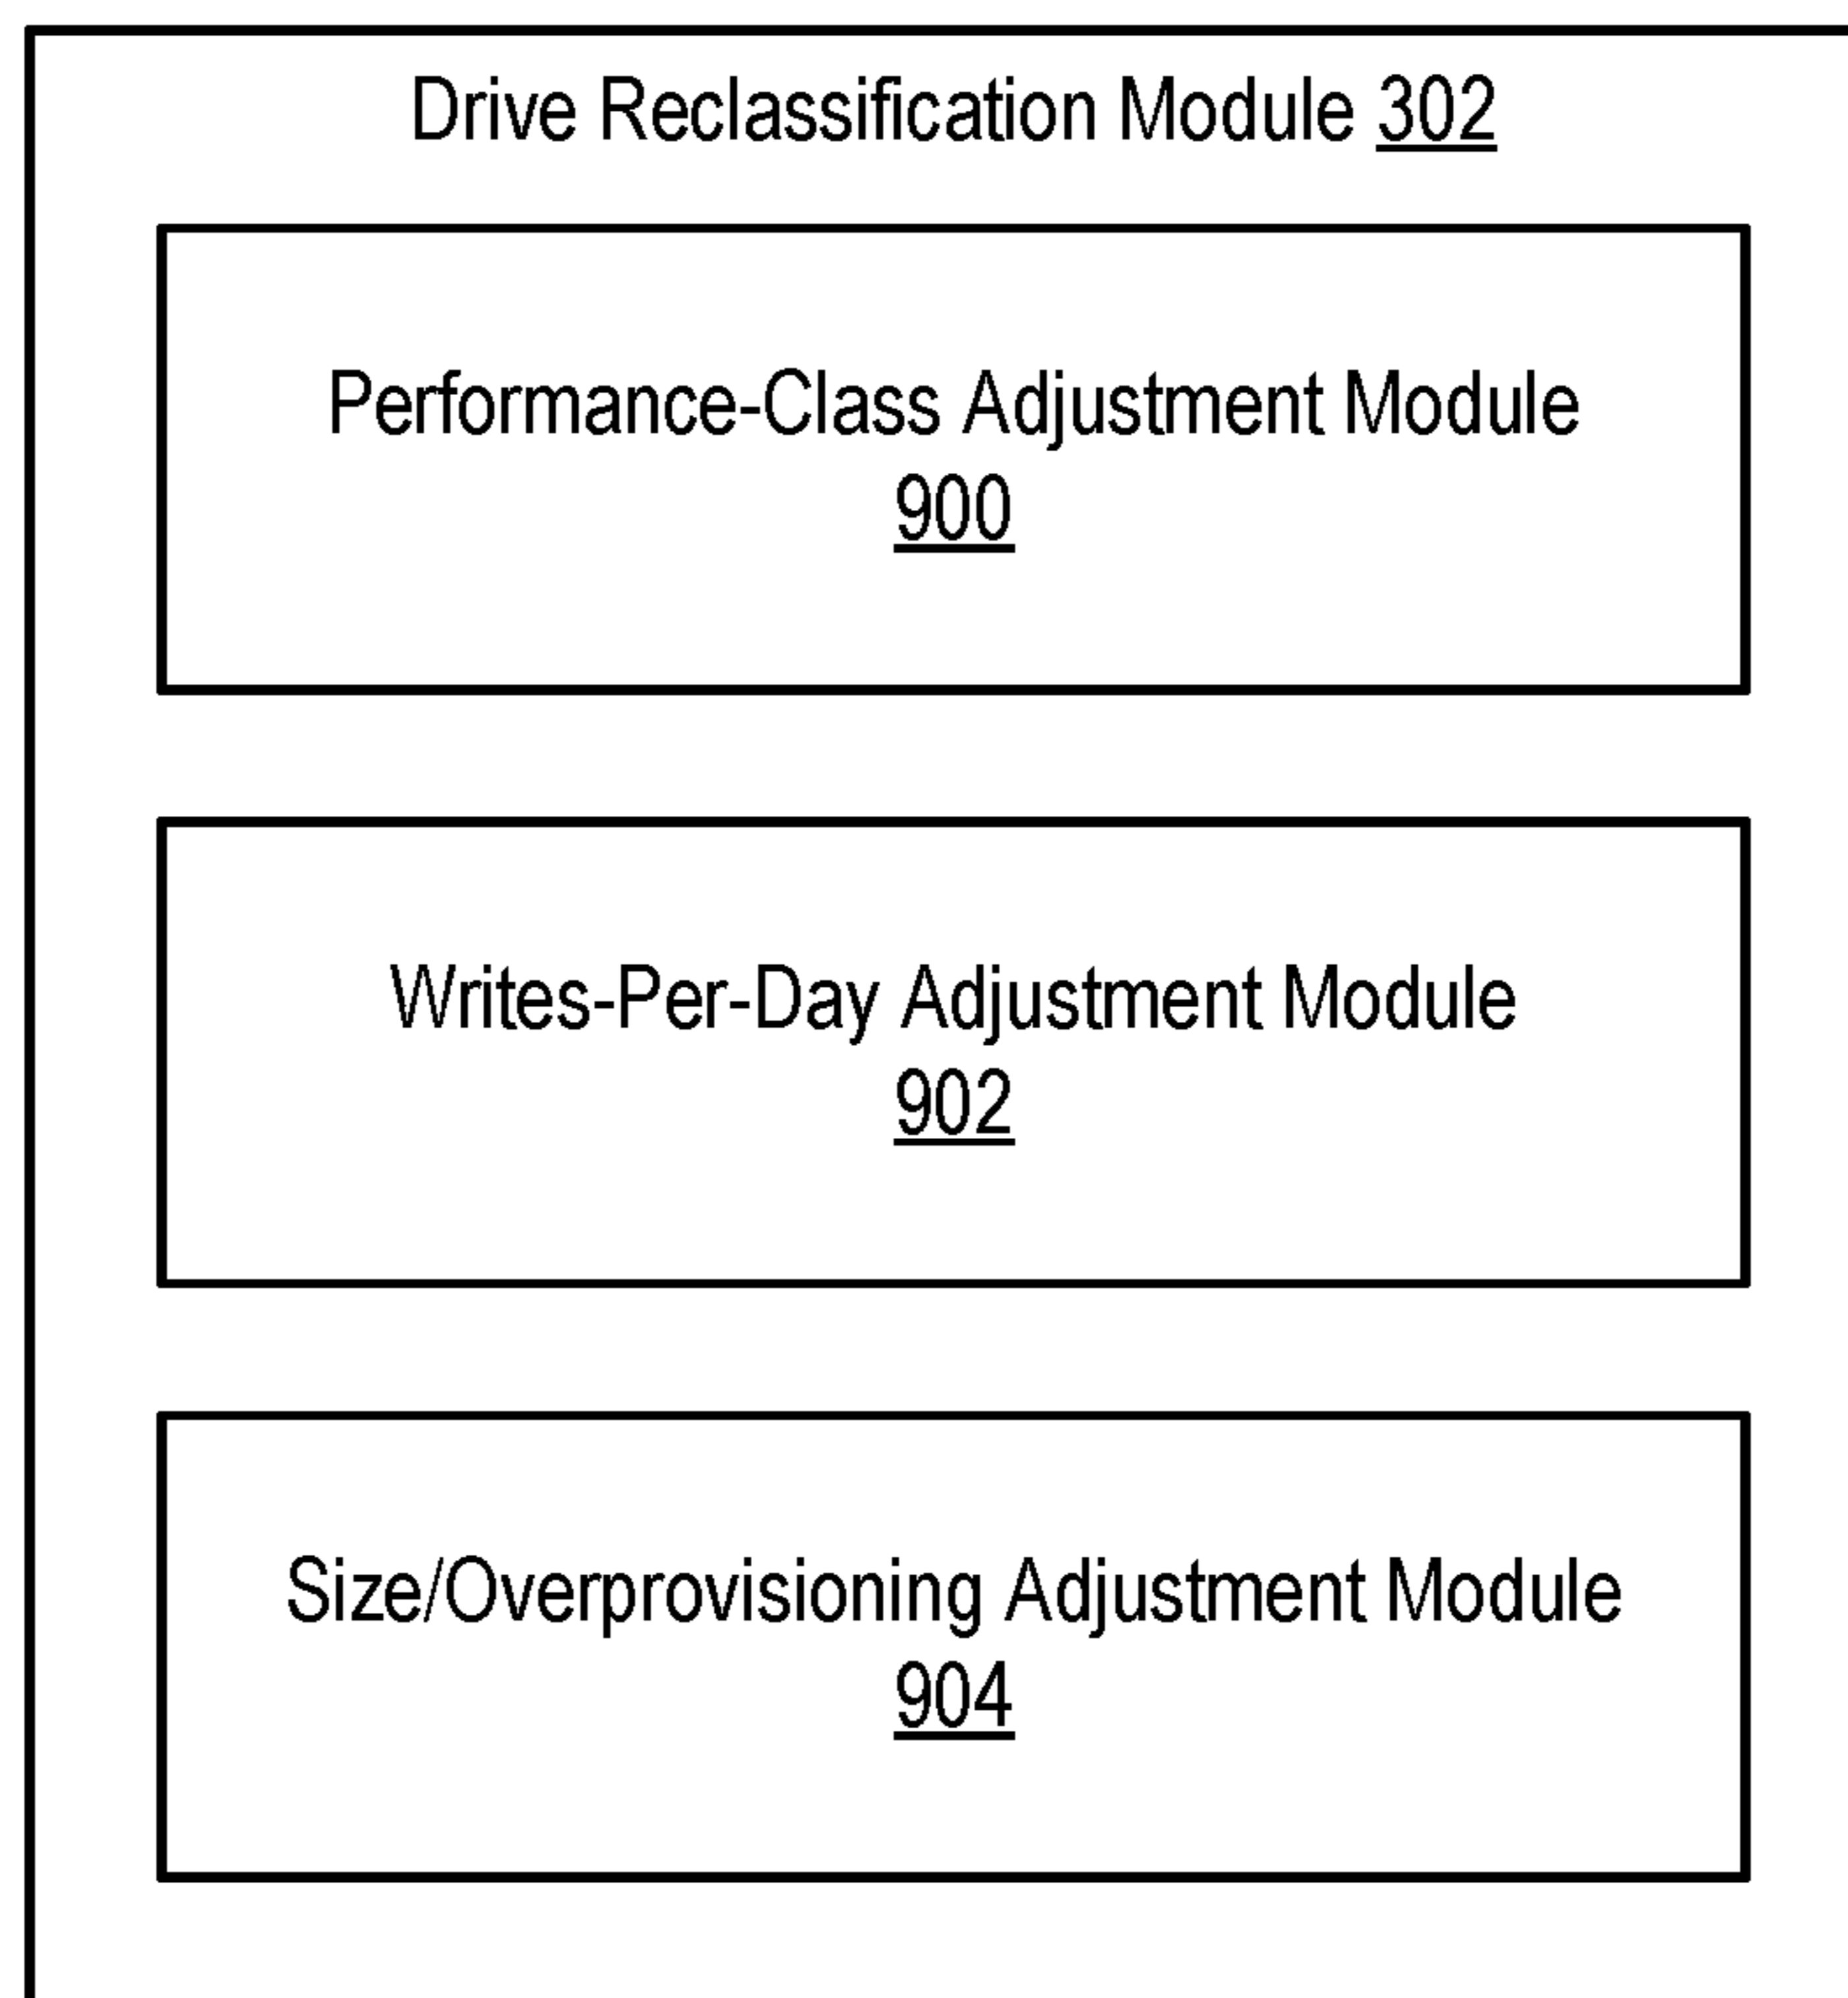 Drive Reclassification Module 302
Performance-Class Adjustment Module
900
Writes-Per-Day Adjustment Module
902
Size/Overprovisioning Adjustment Module
904